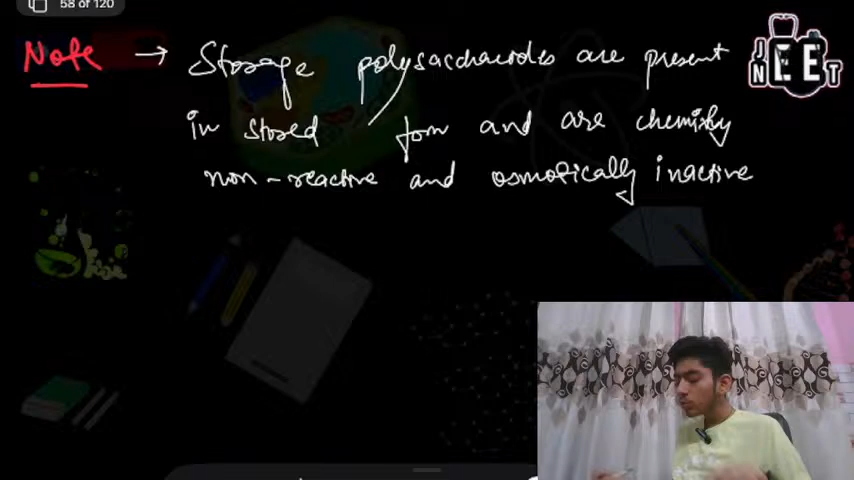 58 of 120
Note → Storage polysaccharides are present
in stored form and are chemicaly
non-reactive and osmotically inactive
J
NEET